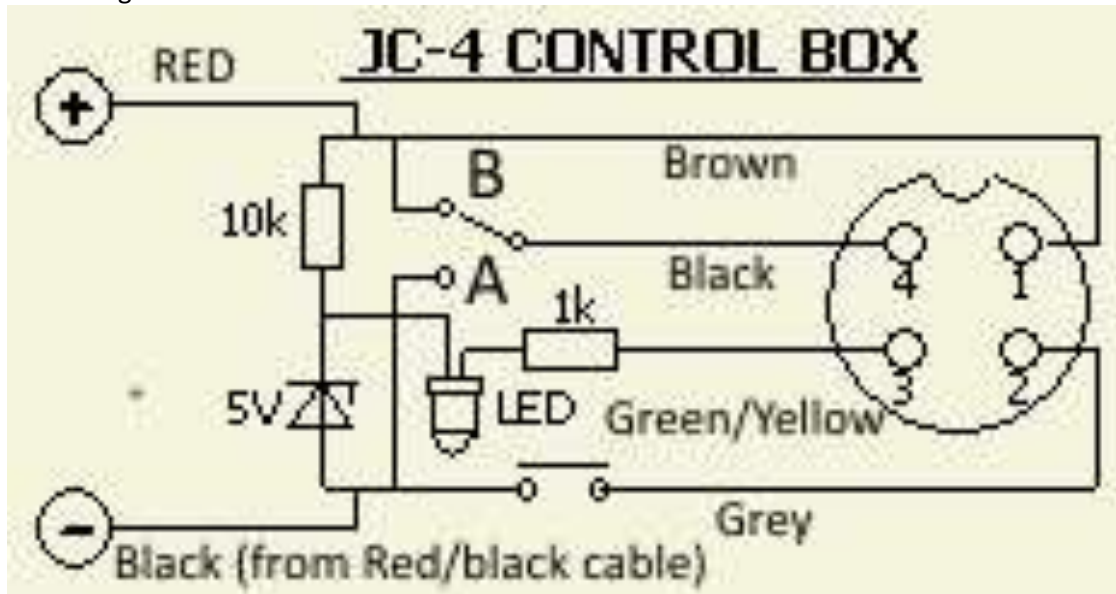 JC-4 CONTROL BOX
RED
+
Brown
B
10k
Black
4
1
A
1k
5V
LED
3
2
Green/Yellow
-
Grey
Black (from Red/black cable)